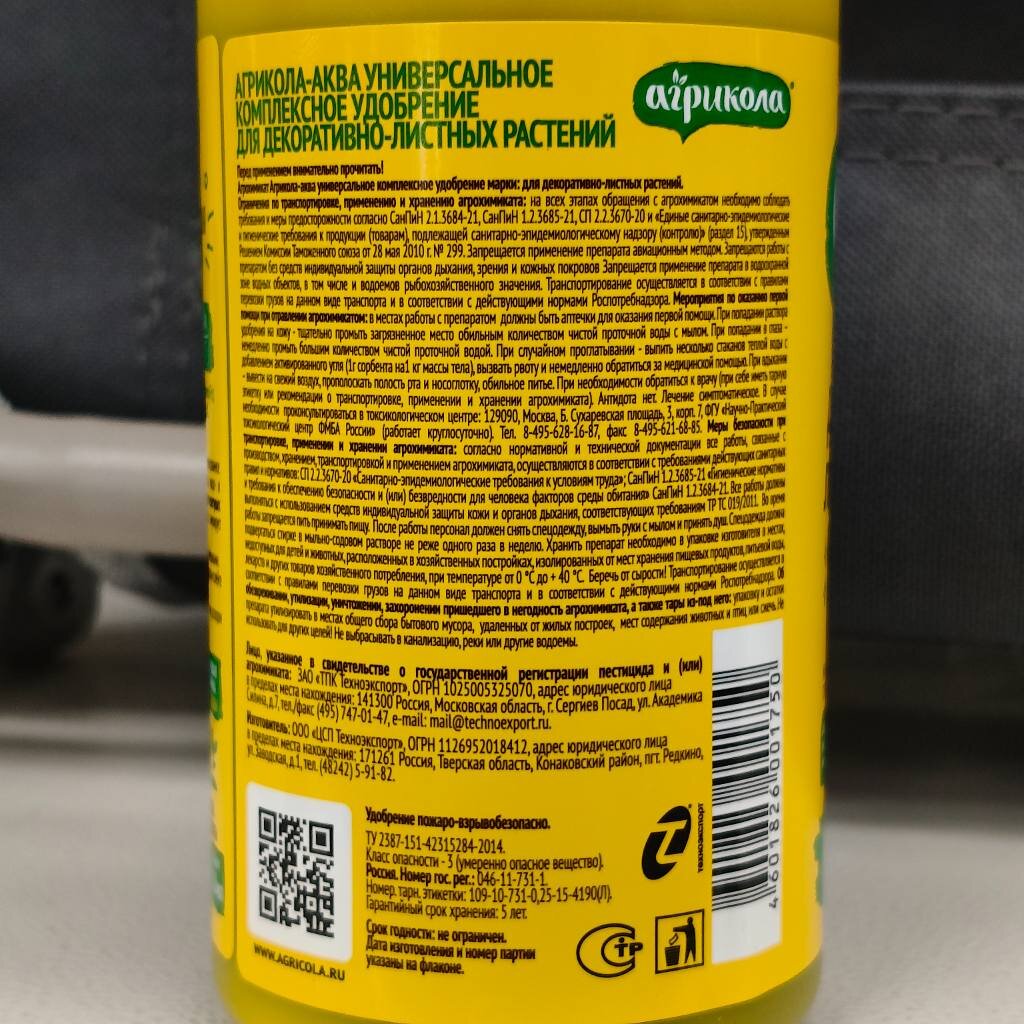 АГРИКОЛА-АКВА УНИВЕРСАЛЬНОЕ
КОМПЛЕКСНОЕ УДОБРЕНИЕ
ДЛЯ ДЕКОРАТИВНО-ЛИСТНЫХ РАСТЕНИЙ
агрикола
Перед применением внимательно прочитать!
Агрохимикат Агрикола-аква универсальное комплексное удобрение марки: для декоративно-листных растений.
Ограничения по транспортировке, применению и хранению агрохимиката: на всех этапах обращения с агрохимикатом необходимо соблюдать
требования и меры предосторожности согласно СанПиН 2.1.3684-21, СанПиН 1.2.3685-21, СП 2.2.3670-20 и «Единые санитарно-эпидемиологические
и гигиенические требования к продукции (товарам), подлежащей санитарно-эпидемиологическому надзору (контролю)» (раздел 15), утвержденным
Решением Комиссии Таможенного союза от 28 мая 2010 г. № 299. Запрещается применение препарата авиационным методом. Запрещаются работы с
препаратом без средств индивидуальной защиты органов дыхания, зрения и кожных покровов Запрещается применение препарата в водоохранной
зоне водных объектов, в том числе и водоемов рыбохозяйственного значения. Транспортирование осуществляется в соответствии с правилами
перевозки грузов на данном виде транспорта и в соответствии с действующими нормами Роспотребнадзора. Мероприятия по оказанию первой
помощи при отравлении агрохимикатом: в местах работы с препаратом должны быть аптечки для оказания первой помощи. При попадании раствора
удобрения на кожу - тщательно промыть загрязненное место обильным количеством чистой проточной воды с мылом. При попадании в глаза -
немедленно промыть большим количеством чистой проточной водой. При случайном проглатывании - выпить несколько стаканов теплой воды с
добавлением активированного угля (1г сорбента на1 кг массы тела), вызвать рвоту и немедленно обратиться за медицинской помощью. При вдыхании
- вывести на свежий воздух, прополоскать полость рта и носоглотку, обильное питье. При необходимости обратиться к врачу (при себе иметь тарную
этикетку или рекомендации о транспортировке, применении и хранении агрохимиката). Антидота нет. Лечение симптоматическое. В случае
необходимости проконсультироваться в токсикологическом центре: 129090, Москва, Б. Сухаревская площадь, 3, корп. 7, ФГУ «Научно-Практический
токсикологический центр ФМБА России» (работает круглосуточно). Тел. 8-495-628-16-87, факс 8-495-621-68-85. Меры безопасности при
транспортировке, применении и хранении агрохимиката: согласно нормативной и технической документации все работы, связанные с
производством, хранением, транспортировкой и применением агрохимиката, осуществляются в соответствии с требованиями действующих санитарных
правил и нормативов: СП 2.2.3670-20 «Санитарно-эпидемиологические требования к условиям труда»; СанПиН 1.2.3685-21 «Гигиенические нормативы
и требования к обеспечению безопасности и (или) безвредности для человека факторов среды обитания» СанПиН 1.2.3684-21. Все работы должны
выполняться с использованием средств индивидуальной защиты кожи и органов дыхания, соответствующих требованиям ТР ТС 019/2011. Во время
работы запрещается пить принимать пищу. После работы персонал должен снять спецодежду, вымыть руки с мылом и принять душ. Спецодежда должна
подвергаться стирке в мыльно-содовом растворе не реже одного раза в неделю. Хранить препарат необходимо в упаковке изготовителя в местах,
недоступных для детей и животных, расположенных в хозяйственных постройках, изолированных от мест хранения пищевых продуктов, питьевой воды,
лекарств и других товаров хозяйственного потребления, при температуре от 0 °С до + 40 °С. Беречь от сырости! Транспортирование осуществляется в
соответствии с правилами перевозки грузов на данном виде транспорта и в соответствии с действующими нормами Роспотребнадзора. Об
обезвреживании, утилизации, уничтожении, захоронении пришедшего в негодность агрохимиката, а также тары из-под него: упаковку и остатки
препарата утилизировать в местах общего сбора бытового мусора, удаленных от жилых построек, мест содержания животных и птиц или сжечь. Не
использовать для других целей! Не выбрасывать в канализацию, реки или другие водоемы.
Лицо, указанное в свидетельстве о государственной регистрации пестицида и (или)
агрохимиката: ЗАО «ТПК Техноэкспорт», ОГРН 1025005325070, адрес юридического лица
в пределах места нахождения: 141300 Россия, Московская область, г. Сергиев Посад, ул. Академика
Силина, д.7, тел./факс (495) 747-01-47, e-mail: mail@technoexport.ru.
Изготовитель: ООО «ЦСП Техноэкспорт», ОГРН 1126952018412, адрес юридического лица
в пределах места нахождения: 171261 Россия, Тверская область, Конаковский район, пгт. Редкино,
ул. Заводская, д.1, тел. (48242) 5-91-82.
Удобрение пожаро-взрывобезопасно.
ТУ 2387-151-42315284-2014.
Класс опасности - 3 (умеренно опасное вещество).
Россия. Номер гос. рег.: 046-11-731-1.
Номер. тарн. этикетки: 109-10-731-0,25-15-4190(Л).
Гарантийный срок хранения: 5 лет.
Срок годности: не ограничен.
Дата изготовления и номер партии
указаны на флаконе.
WWW.AGRICOLA.RU
техноэкспорт
4 601826 001750